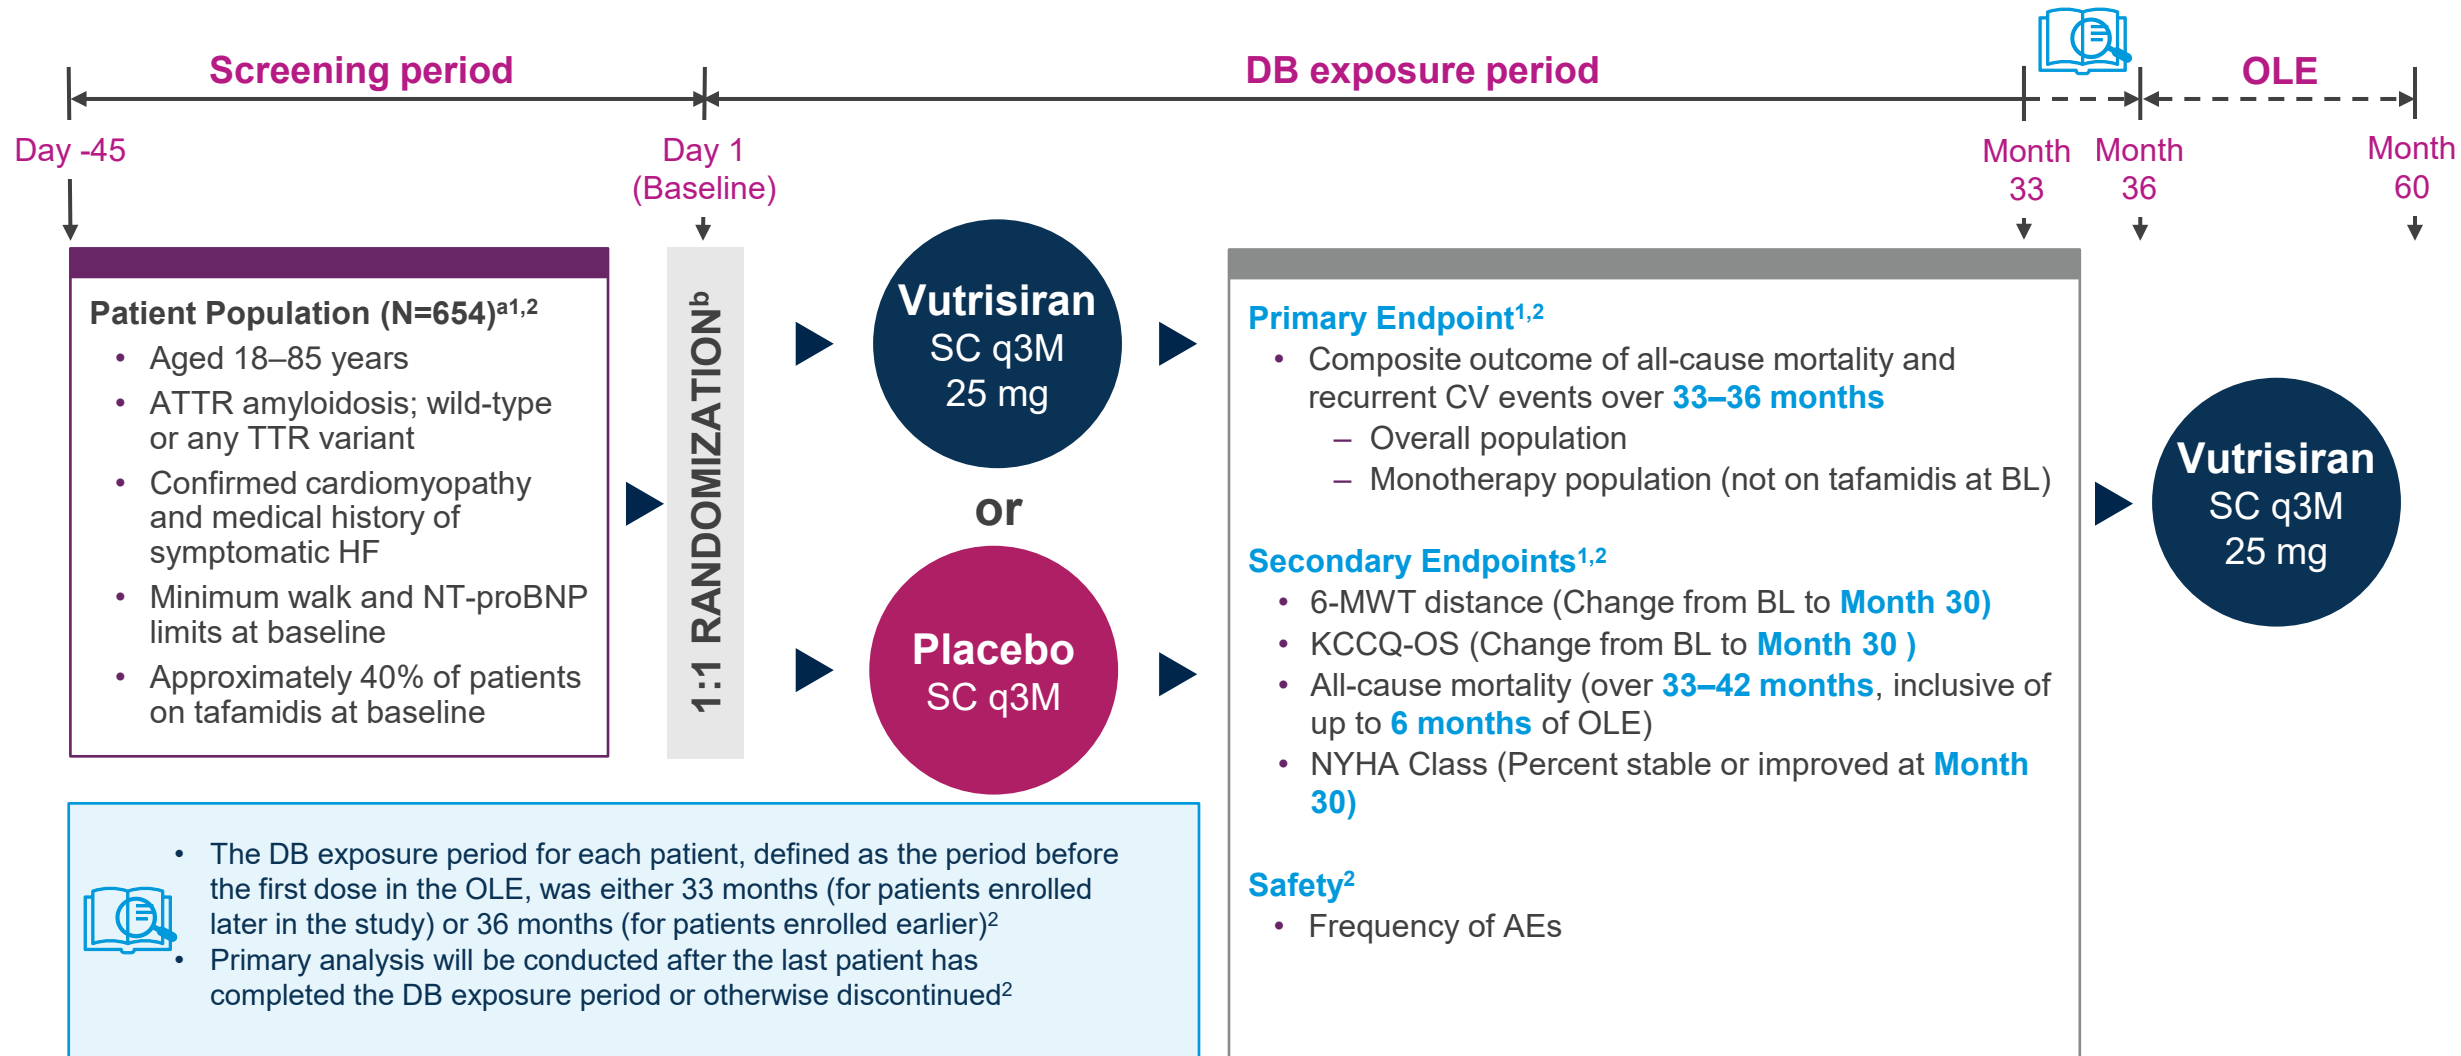 Screening period
DB exposure period
OLE
Day -45
Day 1
(Baseline)
Month
33
Month
36
Month
60
Patient Population (N=654)a1,2
• Aged 18–85 years
• ATTR amyloidosis; wild-type
or any TTR variant
• Confirmed cardiomyopathy
and medical history of
symptomatic HF
• Minimum walk and NT-proBNP
limits at baseline
• Approximately 40% of patients
on tafamidis at baseline
1:1 RANDOMIZATIONb
Vutrisiran
SC q3M
25 mg
or
Placebo
SC q3M
Primary Endpoint1,2
• Composite outcome of all-cause mortality and
recurrent CV events over 33–36 months
– Overall population
– Monotherapy population (not on tafamidis at BL)
Secondary Endpoints1,2
• 6-MWT distance (Change from BL to Month 30)
• KCCQ-OS (Change from BL to Month 30 )
• All-cause mortality (over 33–42 months, inclusive of
up to 6 months of OLE)
• NYHA Class (Percent stable or improved at Month
30)
Safety2
• Frequency of AEs
Vutrisiran
SC q3M
25 mg
• The DB exposure period for each patient, defined as the period before
the first dose in the OLE, was either 33 months (for patients enrolled
later in the study) or 36 months (for patients enrolled earlier)2
• Primary analysis will be conducted after the last patient has
completed the DB exposure period or otherwise discontinued2